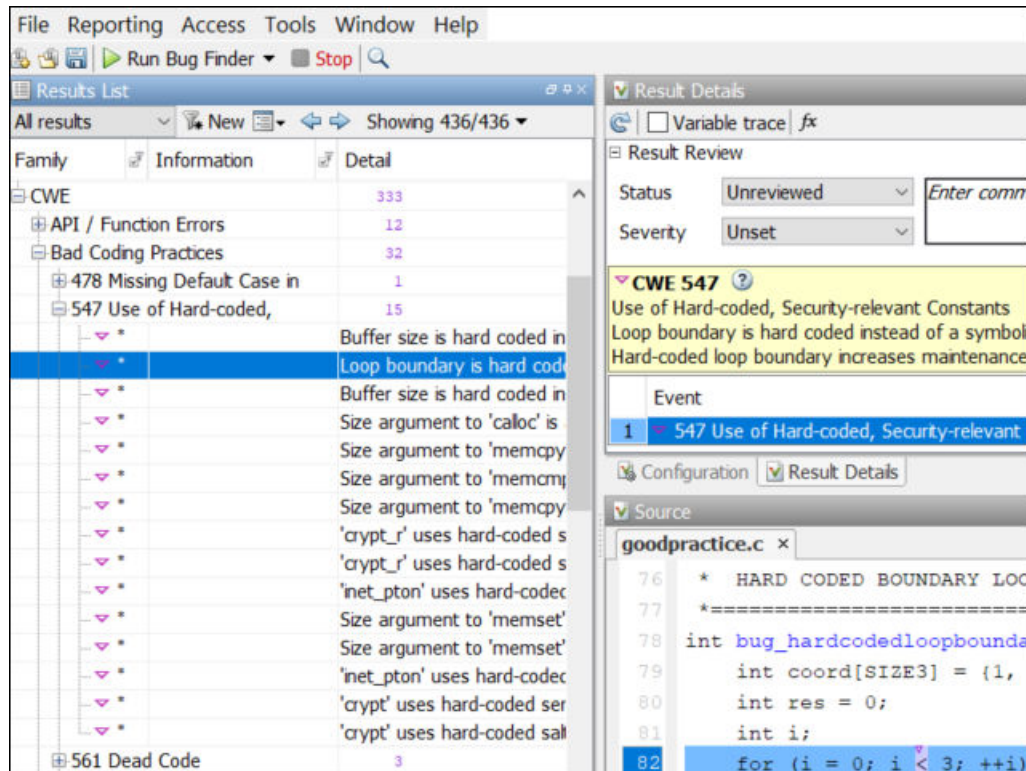 File Reporting Access Tools Window Help
Run Bug Finder Stop
Results List
All results New Showing 436/436
Family Information Detail
CWE 333
API / Function Errors 12
Bad Coding Practices 32
478 Missing Default Case in 1
547 Use of Hard-coded, 15
* Buffer size is hard coded in
* Loop boundary is hard code
* Buffer size is hard coded in
* Size argument to 'calloc' is
* Size argument to 'memcpy
* Size argument to 'memcmp
* Size argument to 'memcpy
* 'crypt_r' uses hard-coded s
* 'crypt_r' uses hard-coded s
* 'inet_pton' uses hard-coded
* Size argument to 'memset'
* Size argument to 'memset'
* 'inet_pton' uses hard-coded
* 'crypt' uses hard-coded ser
* 'crypt' uses hard-coded salt
561 Dead Code 3
Result Details
Variable trace fx
Result Review
Status Unreviewed Enter comm
Severity Unset
CWE 547 ?
Use of Hard-coded, Security-relevant Constants
Loop boundary is hard coded instead of a symboli
Hard-coded loop boundary increases maintenance
Event
1 547 Use of Hard-coded, Security-relevant
Configuration Result Details
Source
goodpractice.c ×
76 * HARD CODED BOUNDARY LOO
77 *==========================
78 int bug_hardcodedloopbounda
79 int coord[SIZE3] = {1,
80 int res = 0;
81 int i;
82 for (i = 0; i < 3; ++i)